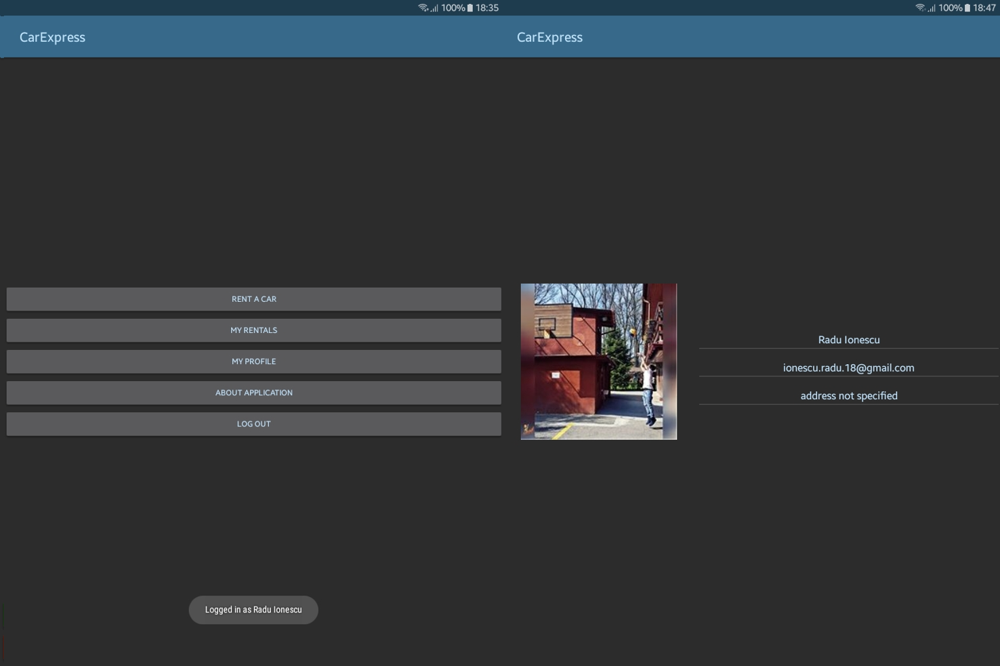 100% 18:35
CarExpress
RENT A CAR
MY RENTALS
MY PROFILE
ABOUT APPLICATION
LOG OUT
Logged in as Radu Ionescu
100% 18:47
CarExpress
Radu Ionescu
ionescu.radu.18@gmail.com
address not specified